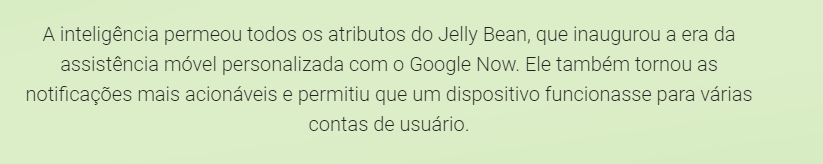 A inteligência permeou todos os atributos do Jelly Bean, que inaugurou a era da
assistência móvel personalizada com o Google Now. Ele também tornou as
notificações mais acionáveis e permitiu que um dispositivo funcionasse para várias
contas de usuário.